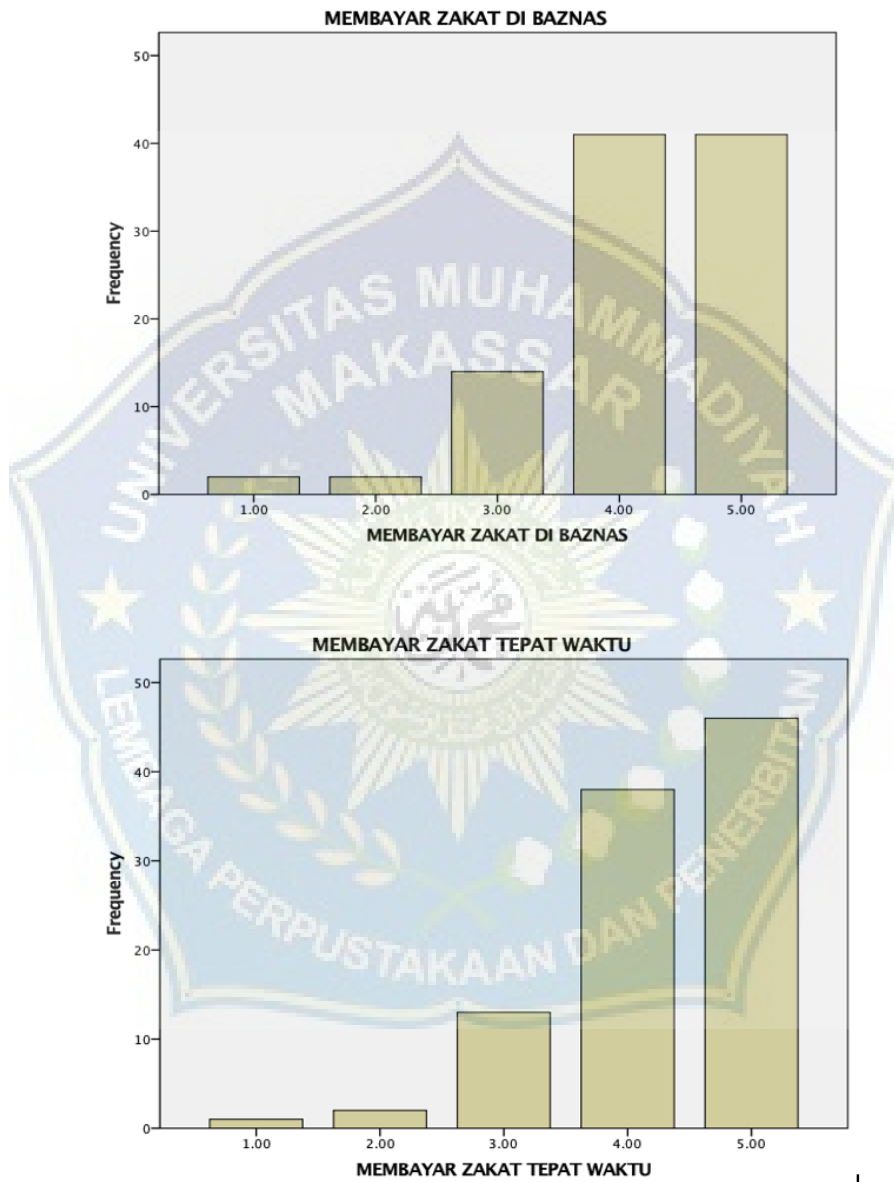 MEMBAYAR ZAKAT DI BAZNAS
50
40
30
20
10
0
Frequency
1.00 2.00 3.00 4.00 5.00
MEMBAYAR ZAKAT DI BAZNAS
UNIVERSITAS MUHAMMADIYAH
MAKASSAR
MEMBAYAR ZAKAT TEPAT WAKTU
50
40
30
20
10
0
Frequency
1.00 2.00 3.00 4.00 5.00
MEMBAYAR ZAKAT TEPAT WAKTU
LEMBAGA PERPUSTAKAAN DAN PENERBITAN